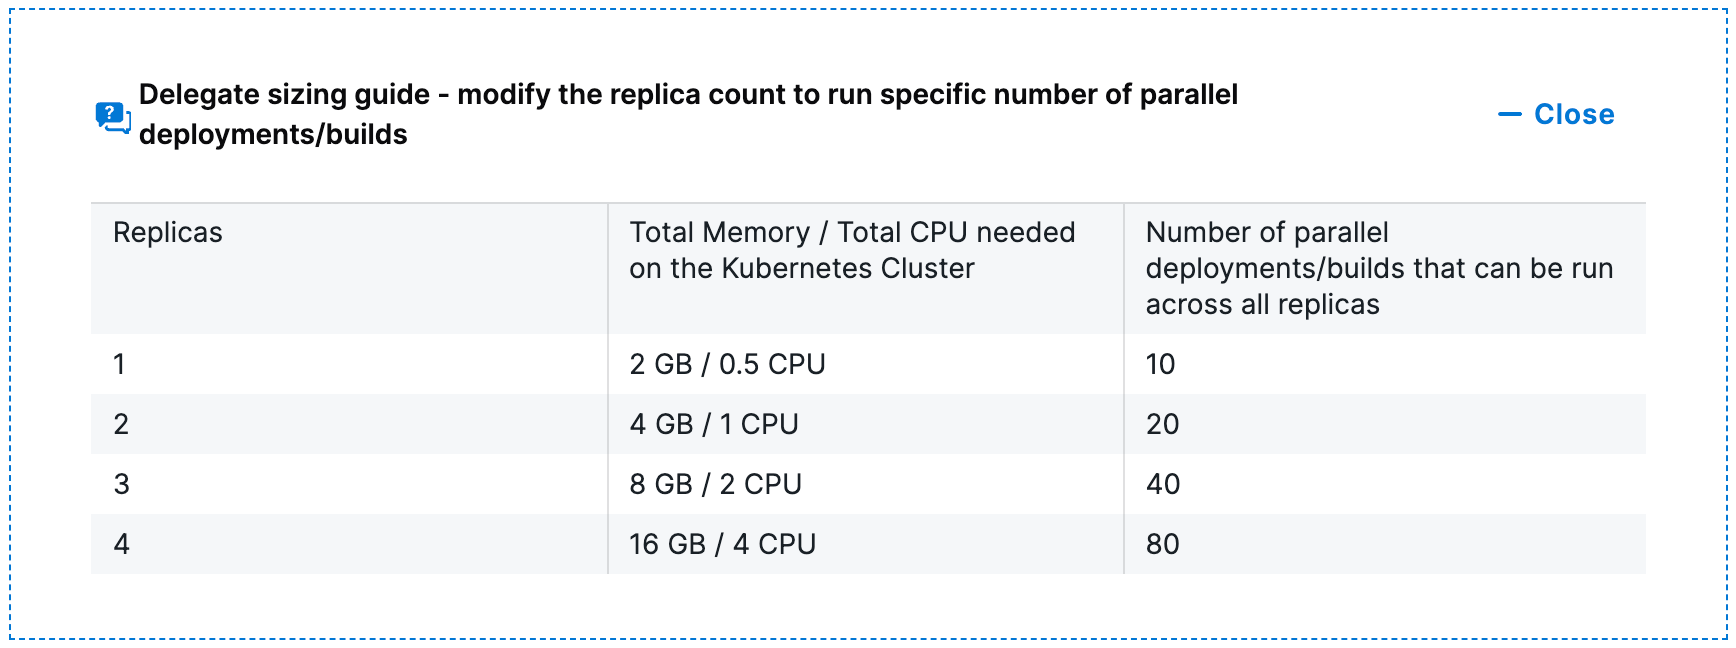 Delegate sizing guide - modify the replica count to run specific number of parallel
deployments/builds
Close
Replicas
Total Memory / Total CPU needed
on the Kubernetes Cluster
Number of parallel
deployments/builds that can be run
across all replicas
1
2 GB / 0.5 CPU
10
2
4 GB / 1 CPU
20
3
8 GB / 2 CPU
40
4
16 GB / 4 CPU
80